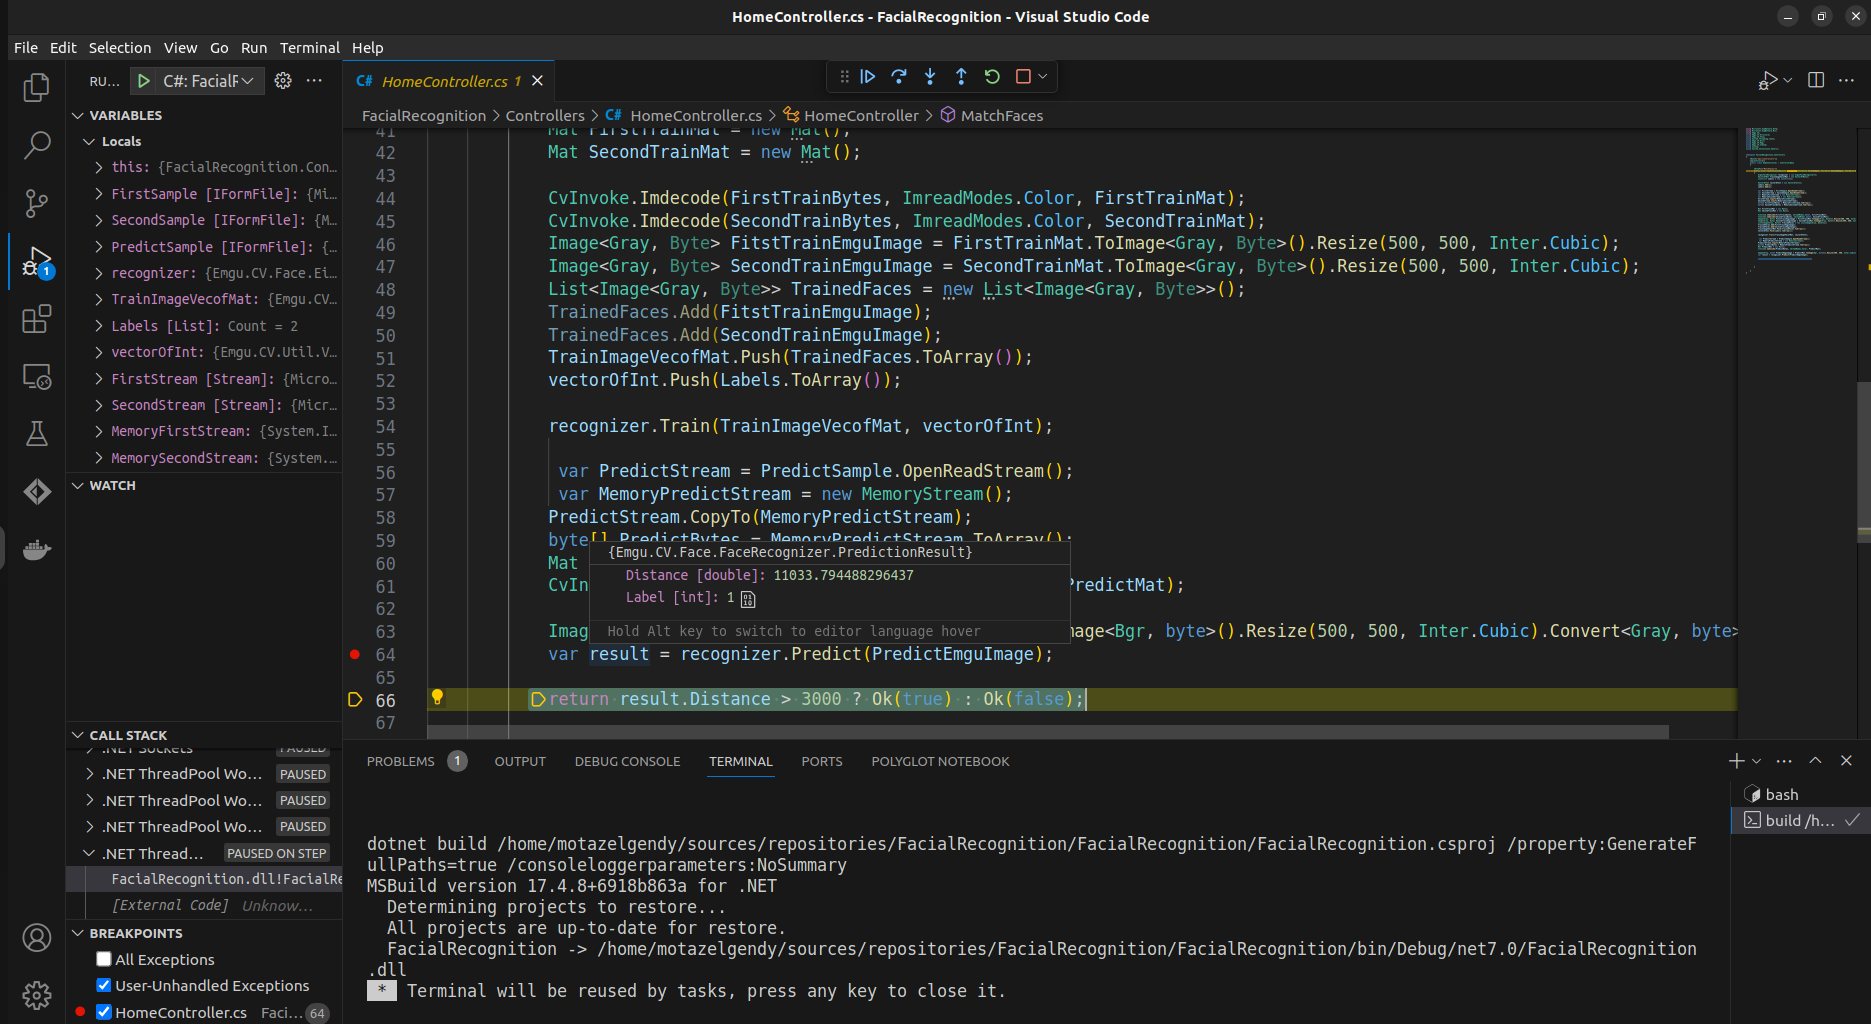 HomeController.cs - FacialRecognition - Visual Studio Code
File Edit Selection View Go Run Terminal Help
RU... C#: FacialF
VARIABLES
Locals
this: {FacialRecognition.Con...
FirstSample [IFormFile]: {Mi...
SecondSample [IFormFile]: {M...
PredictSample [IFormFile]: {...
recognizer: {Emgu.CV.Face.Ei...
TrainImageVecofMat: {Emgu.CV...
Labels [List]: Count = 2
vectorOfInt: {Emgu.CV.Util.V...
FirstStream [Stream]: {Micro...
SecondStream [Stream]: {Micr...
MemoryFirstStream: {System.I...
MemorySecondStream: {System....
WATCH
CALL STACK
.NET Sockets PAUSED
.NET ThreadPool Wo... PAUSED
.NET ThreadPool Wo... PAUSED
.NET ThreadPool Wo... PAUSED
.NET Thread... PAUSED ON STEP
FacialRecognition.dll!FacialRe
[External Code] Unknow...
BREAKPOINTS
All Exceptions
User-Unhandled Exceptions
HomeController.cs Faci... 64
1
C# HomeController.cs 1
FacialRecognition > Controllers > C# HomeController.cs > HomeController > MatchFaces
41 Mat FirstTrainMat = new Mat();
42 Mat SecondTrainMat = new Mat();
43
44 CvInvoke.Imdecode(FirstTrainBytes, ImreadModes.Color, FirstTrainMat);
45 CvInvoke.Imdecode(SecondTrainBytes, ImreadModes.Color, SecondTrainMat);
46 Image<Gray, Byte> FitstTrainEmguImage = FirstTrainMat.ToImage<Gray, Byte>().Resize(500, 500, Inter.Cubic);
47 Image<Gray, Byte> SecondTrainEmguImage = SecondTrainMat.ToImage<Gray, Byte>().Resize(500, 500, Inter.Cubic);
48 List<Image<Gray, Byte>> TrainedFaces = new List<Image<Gray, Byte>>();
49 TrainedFaces.Add(FitstTrainEmguImage);
50 TrainedFaces.Add(SecondTrainEmguImage);
51 TrainImageVecofMat.Push(TrainedFaces.ToArray());
52 vectorOfInt.Push(Labels.ToArray());
53
54 recognizer.Train(TrainImageVecofMat, vectorOfInt);
55
56 var PredictStream = PredictSample.OpenReadStream();
57 var MemoryPredictStream = new MemoryStream();
58 PredictStream.CopyTo(MemoryPredictStream);
59 byte[] PredictBytes = MemoryPredictStream.ToArray();
60 Mat
61 CvIn PredictMat);
62
63 Imag mage<Bgr, byte>().Resize(500, 500, Inter.Cubic).Convert<Gray, byte>
64 var result = recognizer.Predict(PredictEmguImage);
65
66 return result.Distance > 3000 ? Ok(true) : Ok(false);
67
{Emgu.CV.Face.FaceRecognizer.PredictionResult}
Distance [double]: 11033.794488296437
Label [int]: 1
Hold Alt key to switch to editor language hover
PROBLEMS 1 OUTPUT DEBUG CONSOLE TERMINAL PORTS POLYGLOT NOTEBOOK
dotnet build /home/motazelgendy/sources/repositories/FacialRecognition/FacialRecognition/FacialRecognition.csproj /property:GenerateF
ullPaths=true /consoleloggerparameters:NoSummary
MSBuild version 17.4.8+6918b863a for .NET
Determining projects to restore...
All projects are up-to-date for restore.
FacialRecognition -> /home/motazelgendy/sources/repositories/FacialRecognition/FacialRecognition/bin/Debug/net7.0/FacialRecognition
.dll
* Terminal will be reused by tasks, press any key to close it.
bash
build /h...